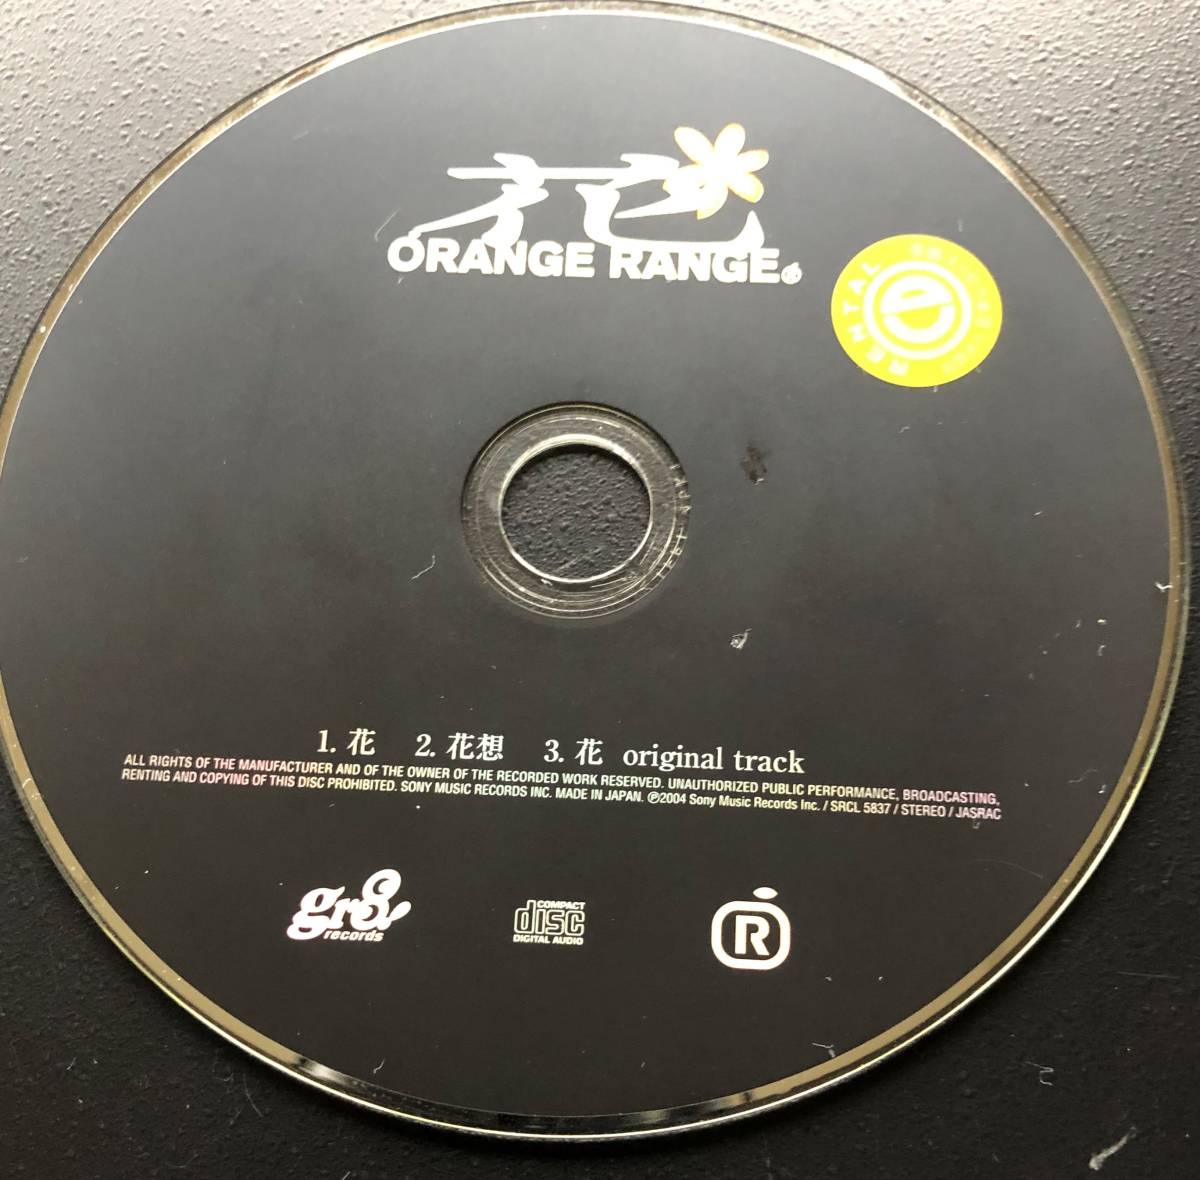 花
ORANGE RANGE
RENTAL
e
1. 花 2. 花想 3. 花 original track
ALL RIGHTS OF THE MANUFACTURER AND OF THE OWNER OF THE RECORDED WORK RESERVED. UNAUTHORIZED PUBLIC PERFORMANCE, BROADCASTING,
RENTING AND COPYING OF THIS DISC PROHIBITED. SONY MUSIC RECORDS INC. MADE IN JAPAN. ℗2004 Sony Music Records Inc. / SRCL 5837 / STEREO / JASRAC
gr8!
records
COMPACT
disc
DIGITAL AUDIO
R